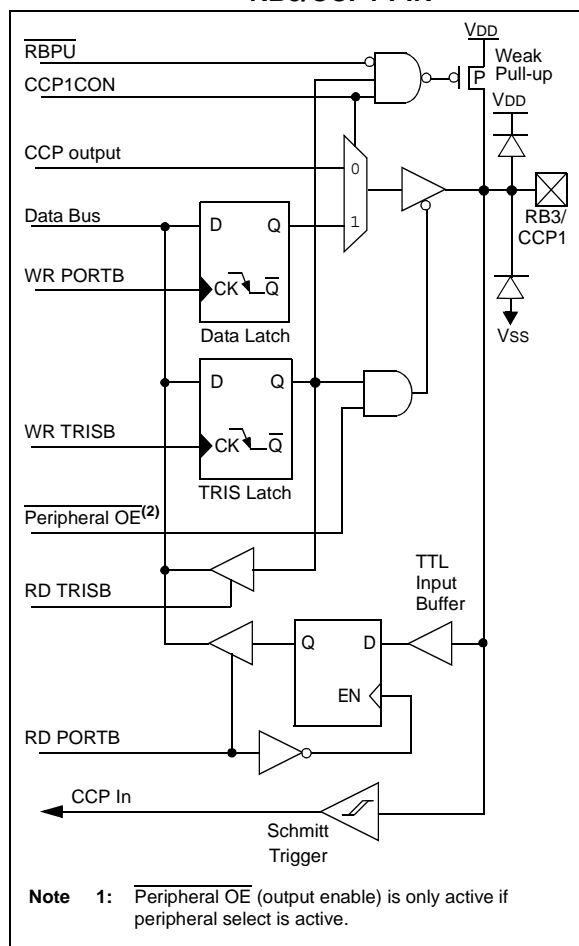 RB3/CCP1 PIN
VDD
RBPU
Weak
Pull-up
CCP1CON
P
VDD
CCP output
0
Data Bus
D Q
1
RB3/
CCP1
WR PORTB
CK Q
Data Latch
VSS
D Q
WR TRISB
CK Q
TRIS Latch
Peripheral OE(2)
TTL
Input
Buffer
RD TRISB
Q D
EN
RD PORTB
CCP In
Schmitt
Trigger
Note 1: Peripheral OE (output enable) is only active if
peripheral select is active.